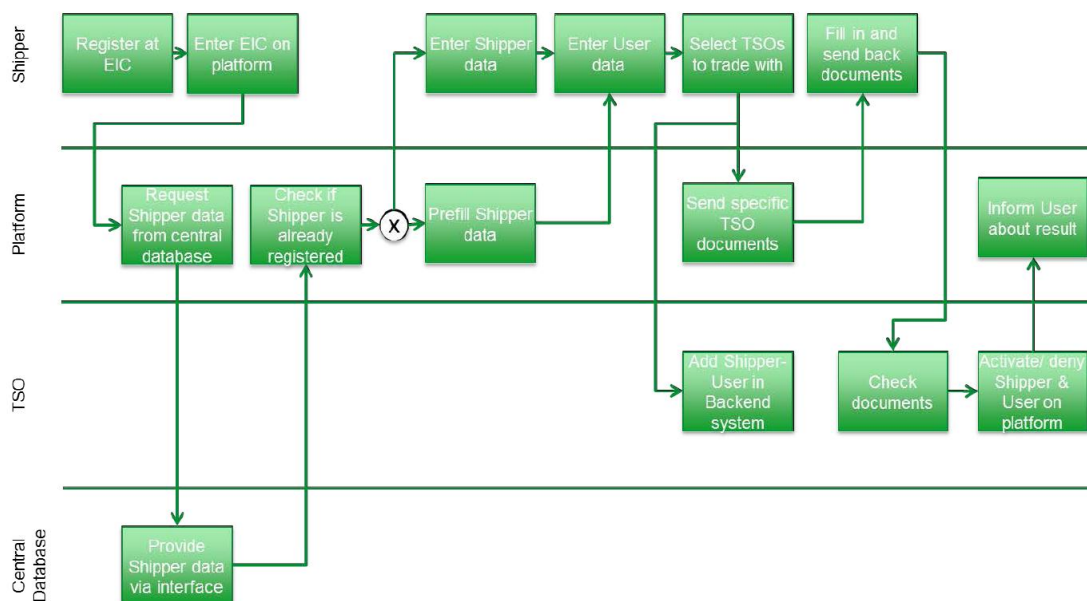 Shipper
Register at
EIC
Enter EIC on
platform
Enter Shipper
data
Enter User
data
Select TSOs
to trade with
Fill in and
send back
documents
Platform
Request
Shipper data
from central
database
Check if
Shipper is
already
registered
X
Prefill Shipper
data
Send specific
TSO
documents
Inform User
about result
TSO
Add Shipper-
User in
Backend
system
Check
documents
Activate/ deny
Shipper &
User on
platform
Central
Database
Provide
Shipper data
via interface